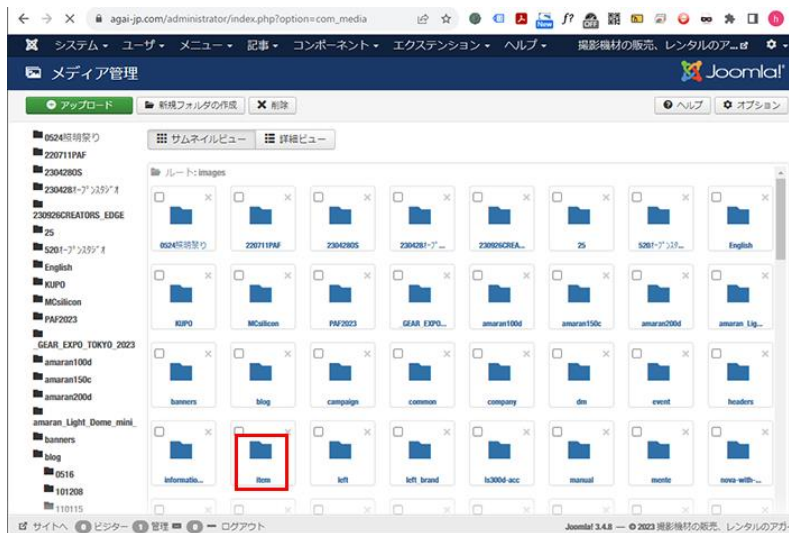 agai-jp.com/administrator/index.php?option=com_media
New
f?
OFF
h
システム ユーザ メニュー 記事 コンポーネント エクステンション ヘルプ 撮影機材の販売、レンタルのア...
メディア管理
Joomla!
アップロード 新規フォルダの作成 削除 ヘルプ オプション
サムネイルビュー 詳細ビュー
0524照明祭り
220711PAF
230428OS
230428ｵｰﾌﾟﾝｽﾀｼﾞｵ
230926CREATORS_EDGE
25
520ｵｰﾌﾟﾝｽﾀｼﾞｵ
English
KUPO
MCsilicon
PAF2023
_GEAR_EXPO_TOKYO_2023
amaran100d
amaran150c
amaran200d
amaran_Light_Dome_mini_
banners
blog
0516
101208
110115
ルート: images
0524照明祭り 220711PAF 230428OS 230428ｵｰﾌﾟ... 230926CREA... 25 520ｵｰﾌﾟﾝｽﾀ... English
KUPO MCsilicon PAF2023 GEAR_EXPO... amaran100d amaran150c amaran200d amaran_Lig...
banners blog campaign common company dm event headers
informatio... item left left_brand ls300d-acc manual mente nova-with-...
サイトへ 0 ビジター 1 管理 0 ログアウト Joomla! 3.4.8 — © 2023 撮影機材の販売、レンタルのアガ